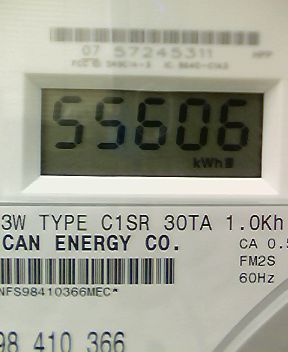 07 57245311
55606
kWh
3W TYPE C1SR 30TA 1.0Kh
CAN ENERGY CO.
CA 0.5
FM2S
60Hz
NFS98410366MEC*
98 410 366